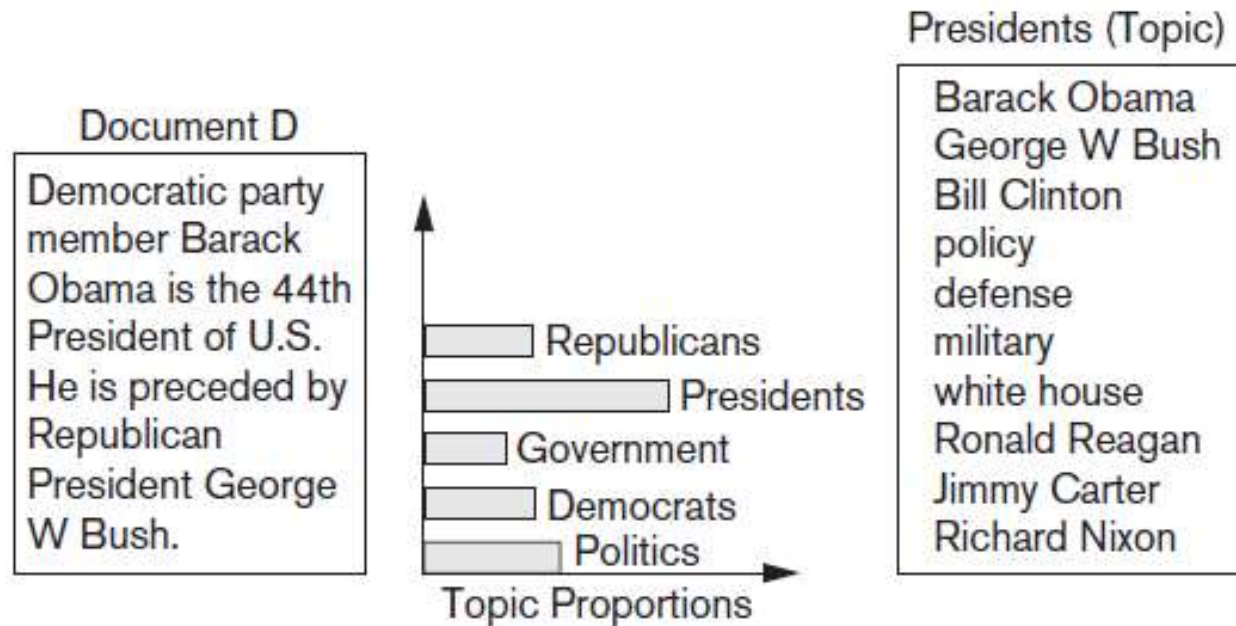 Document D
Democratic party
member Barack
Obama is the 44th
President of U.S.
He is preceded by
Republican
President George
W Bush.
Republicans
Presidents
Government
Democrats
Politics
Topic Proportions
Presidents (Topic)
Barack Obama
George W Bush
Bill Clinton
policy
defense
military
white house
Ronald Reagan
Jimmy Carter
Richard Nixon